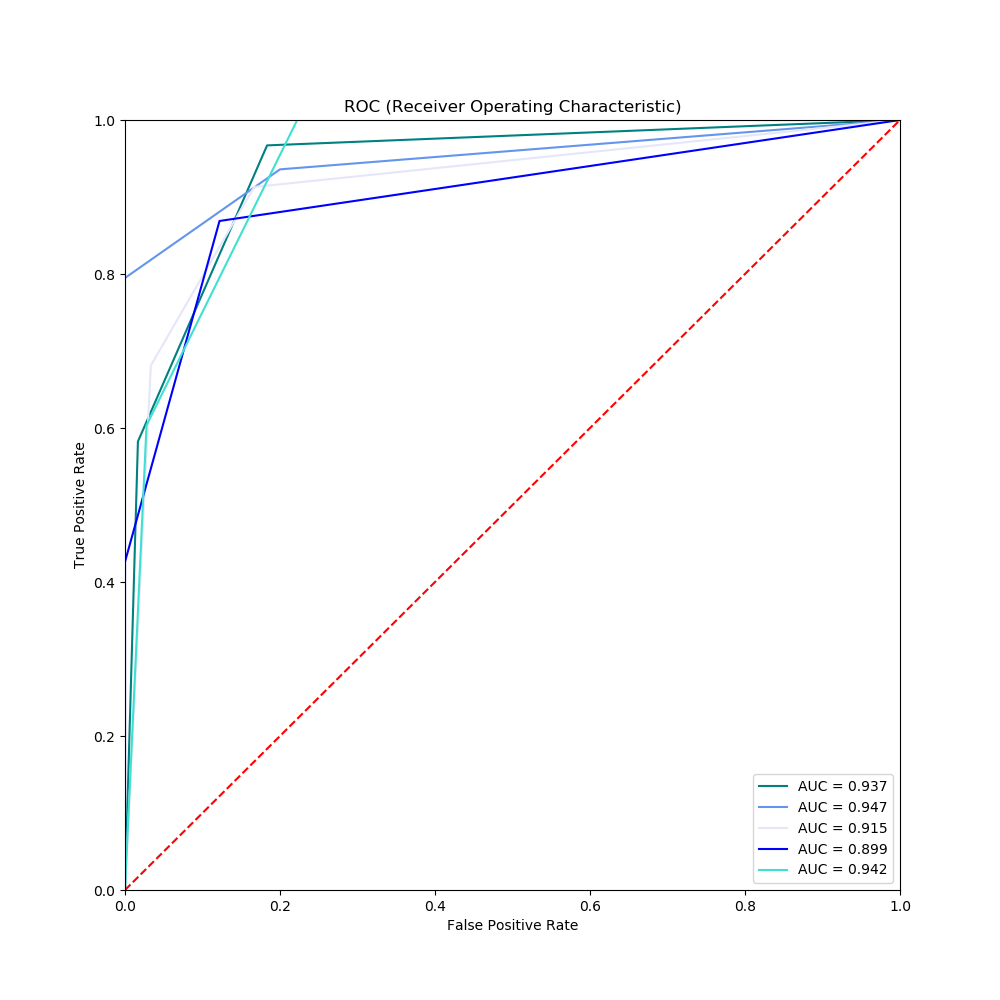 ROC (Receiver Operating Characteristic)
1.0
0.8
0.6
0.4
0.2
0.0
True Positive Rate
0.0 0.2 0.4 0.6 0.8 1.0
False Positive Rate
AUC = 0.937
AUC = 0.947
AUC = 0.915
AUC = 0.899
AUC = 0.942